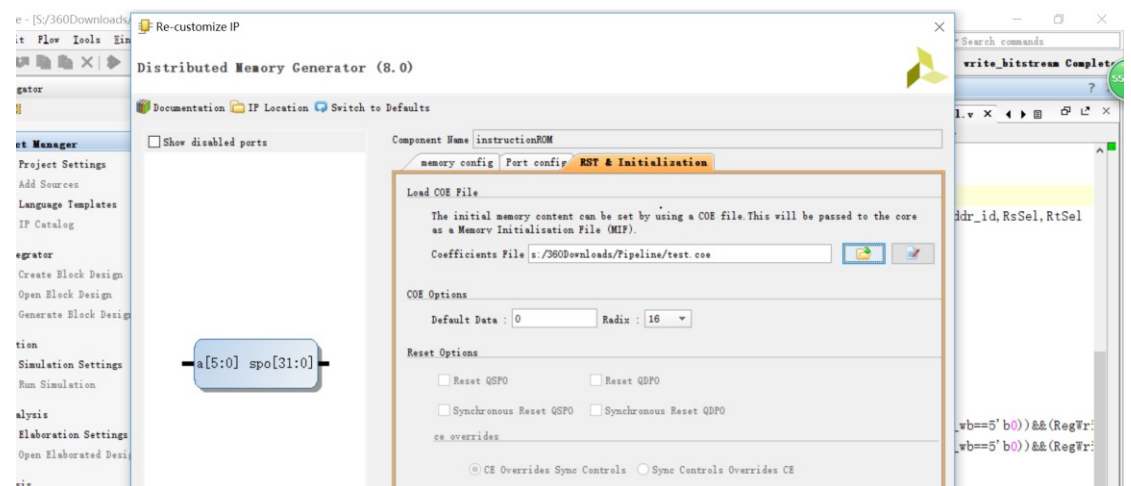 e - [S:/360Downloads/
Re-customize IP
it Flow Tools
Search commands
Distributed Memory Generator (8.0)
write_bitstream Complete
55
gator
?
Documentation IP Location Switch to Defaults
l.v
ct Manager
Show disabled ports
Component Name instructionROM
Project Settings
memory config Port config RST & Initialization
Add Sources
Load COE File
Language Templates
The initial memory content can be set by using a COE file.This will be passed to the core
ddr_id,RsSel,RtSel
IP Catalog
as a Memory Initialisation File (MIF).
egrator
Coefficients File s:/360Downloads/Pipeline/test.coe
Create Block Design
Open Block Design
COE Options
Generate Block Desig
Default Data : 0 Radix : 16
tion
Reset Options
Simulation Settings
a[5:0] spo[31:0]
Run Simulation
Reset QSPO Reset QDPO
alysis
Synchronous Reset QSPO Synchronous Reset QDPO
Elaboration Settings
_wb==5'b0))&&(RegWri
ce overrides
Open Elaborated Desi
_wb==5'b0))&&(RegWri
CE Overrides Sync Controls Sync Controls Overrides CE